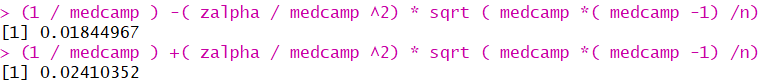 > (1 / medcamp ) -( zalpha / medcamp ^2) * sqrt ( medcamp *( medcamp -1) /n)
[1] 0.01844967
> (1 / medcamp ) +( zalpha / medcamp ^2) * sqrt ( medcamp *( medcamp -1) /n)
[1] 0.02410352